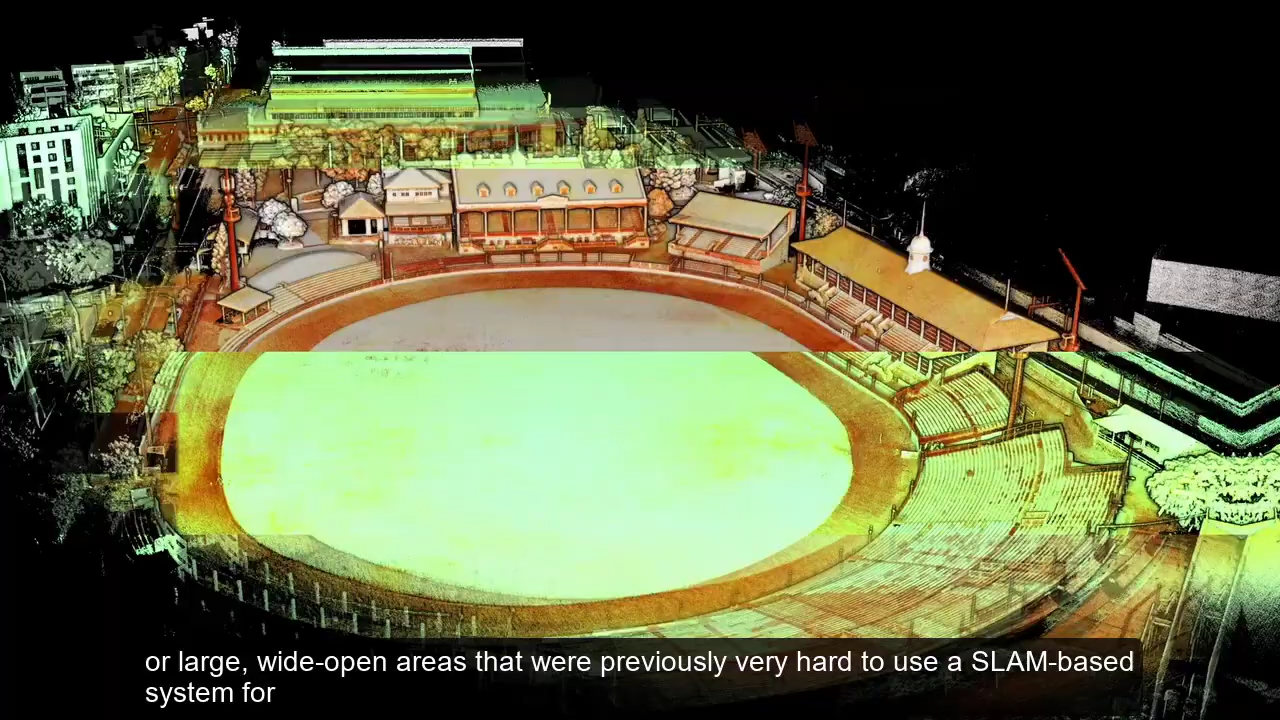 or large, wide-open areas that were previously very hard to use a SLAM-based
system for